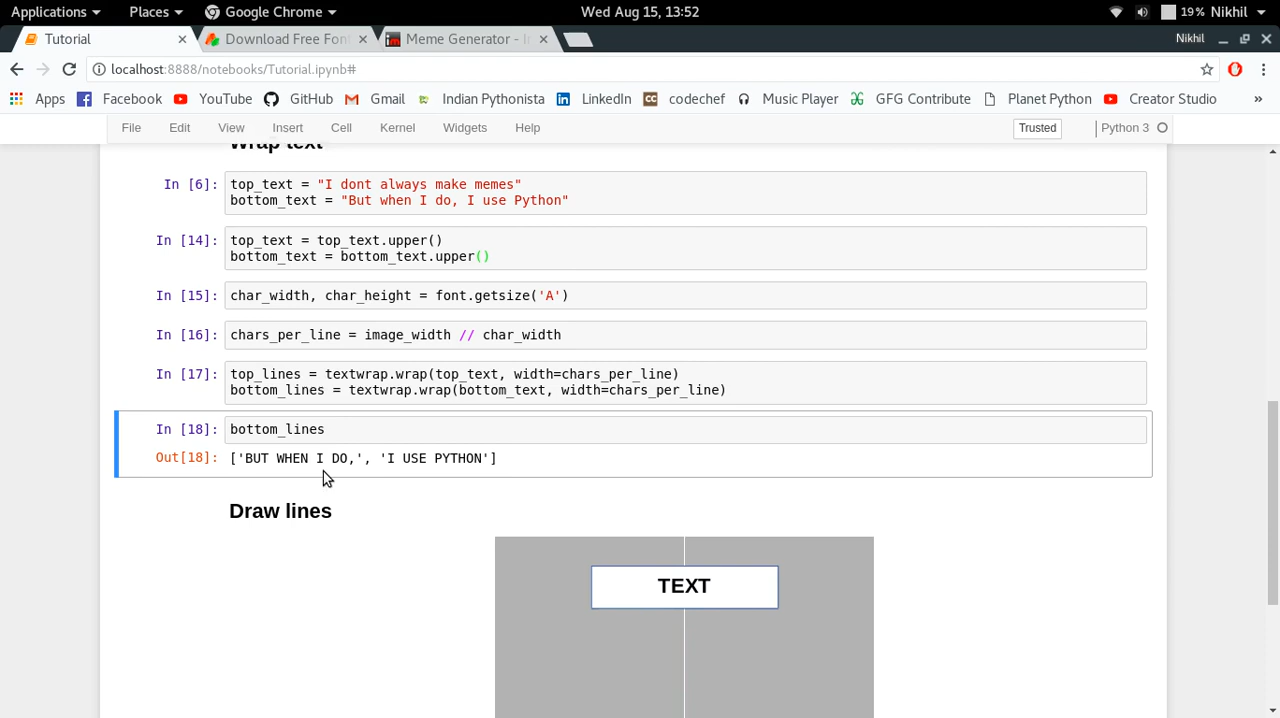 Applications Places Google Chrome Wed Aug 15, 13:52 19% Nikhil
Tutorial Download Free Fon Meme Generator - I Nikhil
localhost:8888/notebooks/Tutorial.ipynb#
Apps Facebook YouTube GitHub Gmail Indian Pythonista LinkedIn CC codechef Music Player GFG Contribute Planet Python Creator Studio »
File Edit View Insert Cell Kernel Widgets Help Trusted Python 3
Wrap text
In [6]: top_text = "I dont always make memes"
bottom_text = "But when I do, I use Python"
In [14]: top_text = top_text.upper()
bottom_text = bottom_text.upper()
In [15]: char_width, char_height = font.getsize('A')
In [16]: chars_per_line = image_width // char_width
In [17]: top_lines = textwrap.wrap(top_text, width=chars_per_line)
bottom_lines = textwrap.wrap(bottom_text, width=chars_per_line)
In [18]: bottom_lines
Out[18]: ['BUT WHEN I DO,', 'I USE PYTHON']
Draw lines
TEXT